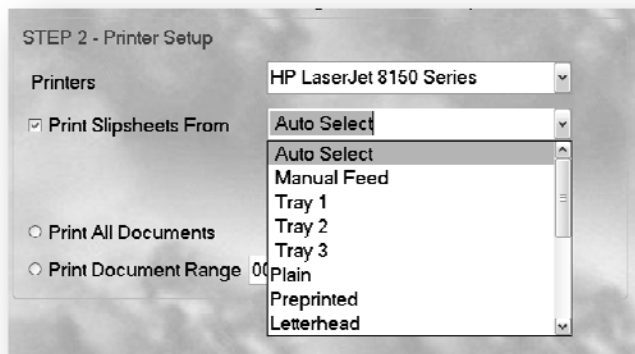 STEP 2 - Printer Setup
Printers
HP LaserJet 8150 Series
Print Slipsheets From
Auto Select
Auto Select
Manual Feed
Tray 1
Tray 2
Tray 3
Plain
Preprinted
Letterhead
Print All Documents
Print Document Range